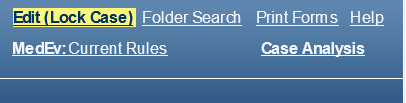 Edit (Lock Case) Folder Search Print Forms Help
MedEv: Current Rules Case Analysis